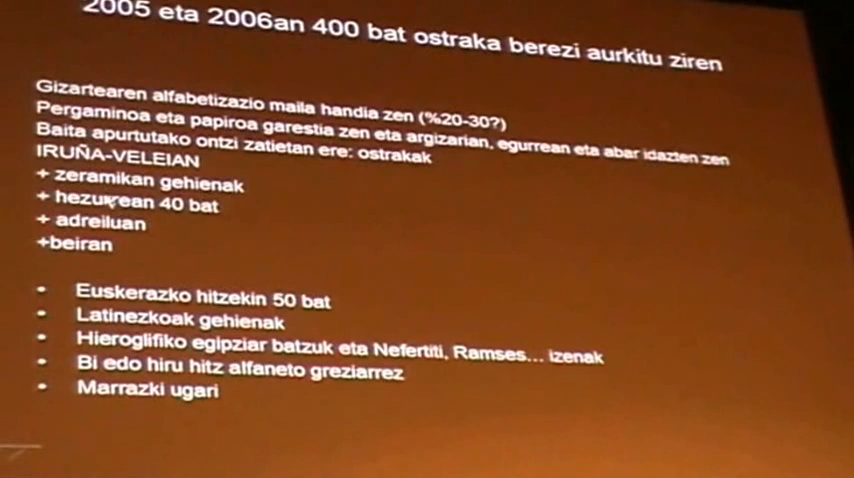 2005 eta 2006an 400 bat ostraka berezi aurkitu ziren
Gizartearen alfabetizazio maila handia zen (%20-30?)
Pergaminoa eta papiroa garestia zen eta argizarian, egurrean eta abar idazten zen
Baita apurtutako ontzi zatietan ere: ostrakak
IRUÑA-VELEIAN
+ zeramikan gehienak
+ hezurrean 40 bat
+ adreiluan
+beiran
• Euskerazko hitzekin 50 bat
• Latinezkoak gehienak
• Hieroglifiko egipziar batzuk eta Nefertiti, Ramses... izenak
• Bi edo hiru hitz alfaneto greziarrez
• Marrazki ugari